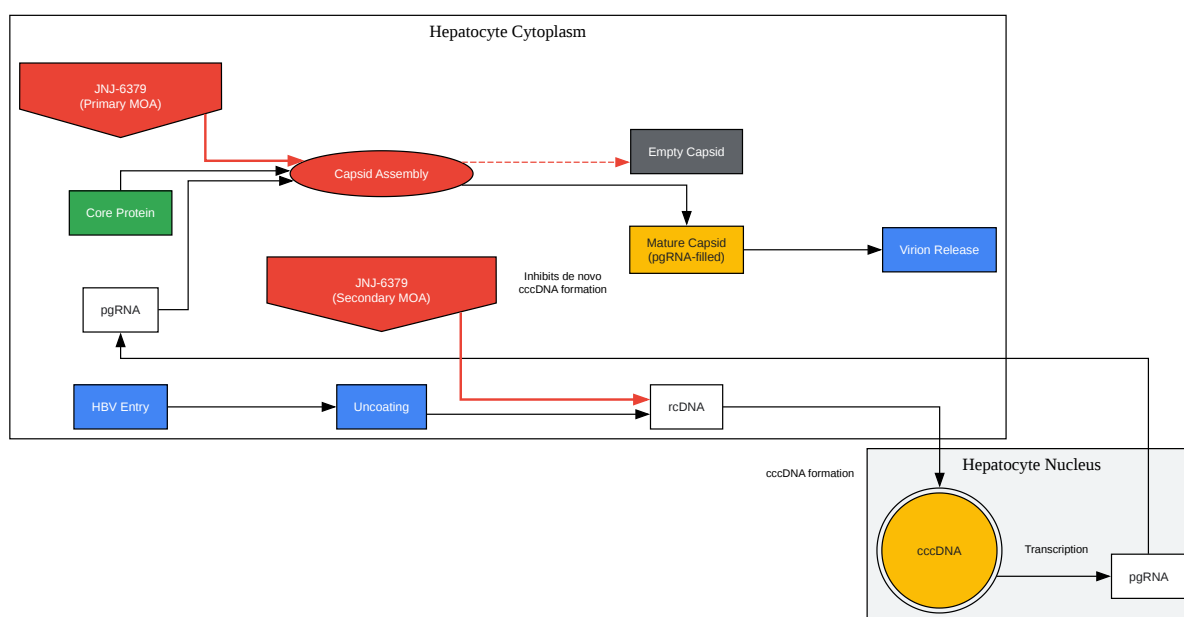 Hepatocyte Cytoplasm
JNJ-6379
(Primary MOA)
Empty Capsid
Capsid Assembly
Core Protein
Mature Capsid
(pgRNA-filled)
Virion Release
JNJ-6379
(Secondary MOA)
Inhibits de novo
cccDNA formation
pgRNA
HBV Entry
Uncoating
rcDNA
Hepatocyte Nucleus
cccDNA formation
cccDNA
Transcription
pgRNA